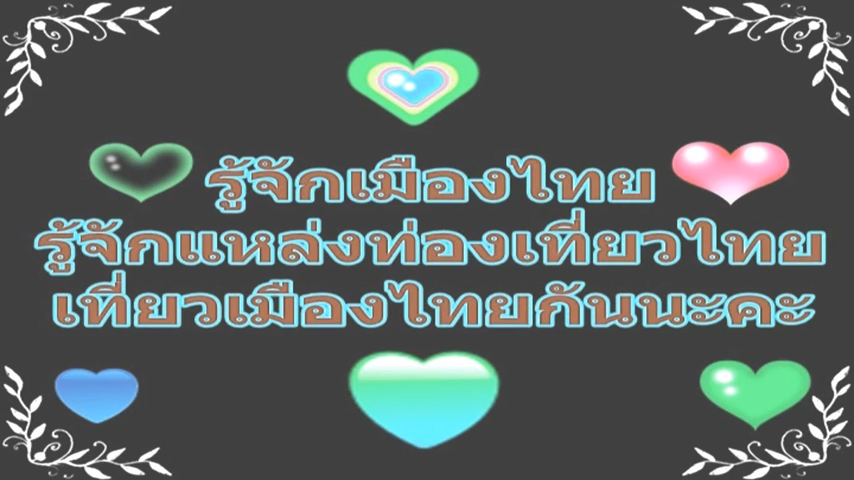 รู้จักเมืองไทย
รู้จักแหล่งท่องเที่ยวไทย
เที่ยวเมืองไทยกันนะคะ